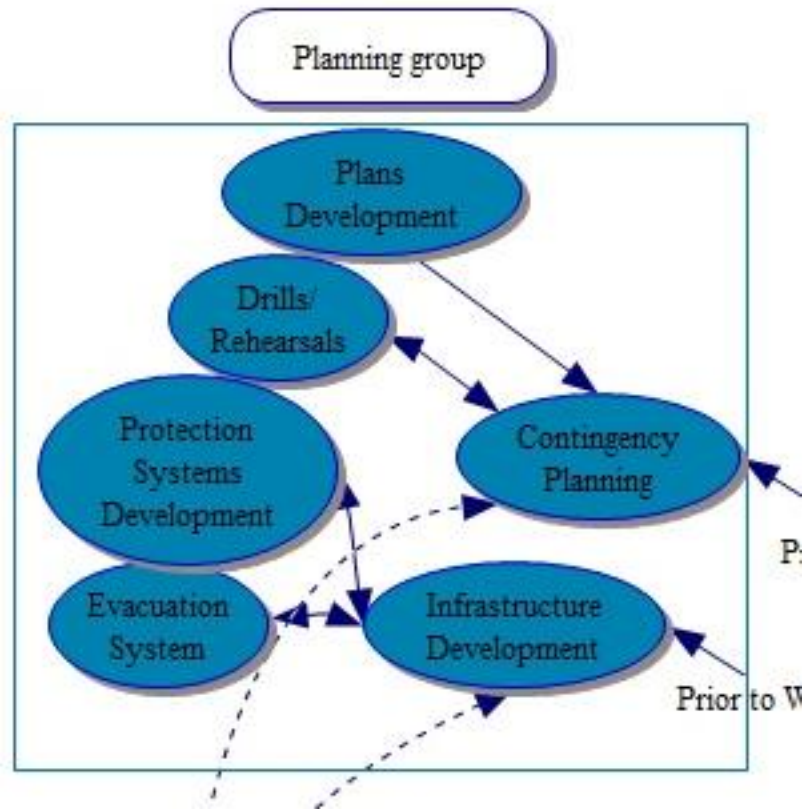 Planning group
Plans
Development
Drills/
Rehearsals
Protection
Systems
Development
Contingency
Planning
Evacuation
System
Infrastructure
Development
Prior to